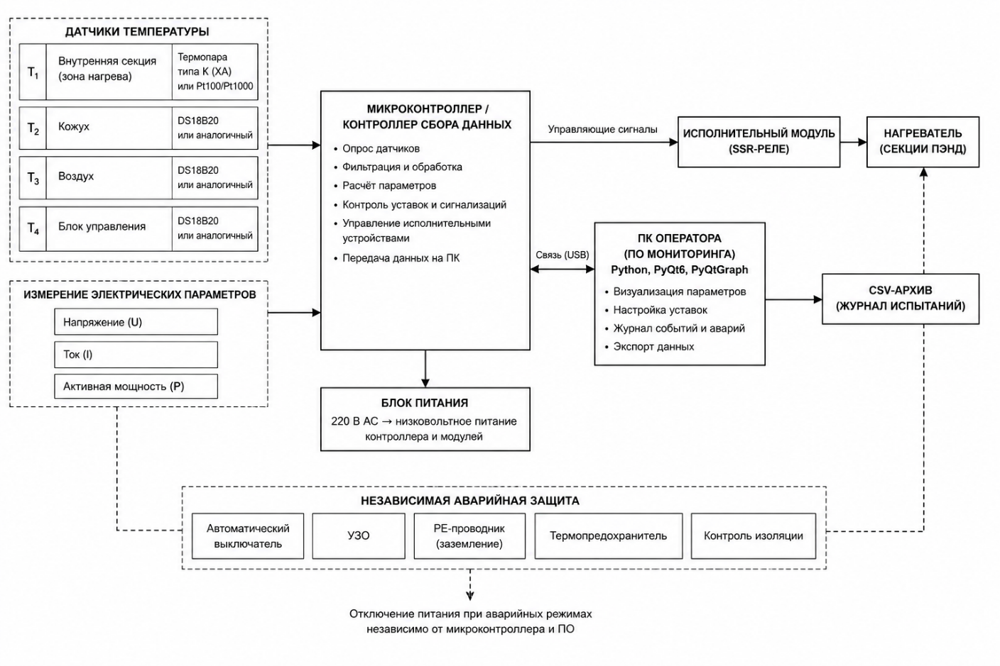 ДАТЧИКИ ТЕМПЕРАТУРЫ
T1
Внутренняя секция
(зона нагрева)
Термопара
типа K (ХА)
или Pt100/Pt1000
T2
Кожух
DS18B20
или аналогичный
T3
Воздух
DS18B20
или аналогичный
T4
Блок управления
DS18B20
или аналогичный
ИЗМЕРЕНИЕ ЭЛЕКТРИЧЕСКИХ ПАРАМЕТРОВ
Напряжение (U)
Ток (I)
Активная мощность (P)
МИКРОКОНТРОЛЛЕР /
КОНТРОЛЛЕР СБОРА ДАННЫХ
• Опрос датчиков
• Фильтрация и обработка
• Расчёт параметров
• Контроль уставок и сигнализаций
• Управление исполнительными
устройствами
• Передача данных на ПК
Управляющие сигналы
ИСПОЛНИТЕЛЬНЫЙ МОДУЛЬ
(SSR-РЕЛЕ)
НАГРЕВАТЕЛЬ
(СЕКЦИИ ПЭНД)
Связь (USB)
ПК ОПЕРАТОРА
(ПО МОНИТОРИНГА)
Python, PyQt6, PyQtGraph
• Визуализация параметров
• Настройка уставок
• Журнал событий и аварий
• Экспорт данных
CSV-АРХИВ
(ЖУРНАЛ ИСПЫТАНИЙ)
БЛОК ПИТАНИЯ
220 В AC → низковольтное питание
контроллера и модулей
НЕЗАВИСИМАЯ АВАРИЙНАЯ ЗАЩИТА
Автоматический
выключатель
УЗО
PE-проводник
(заземление)
Термопредохранитель
Контроль изоляции
Отключение питания при аварийных режимах
независимо от микроконтроллера и ПО